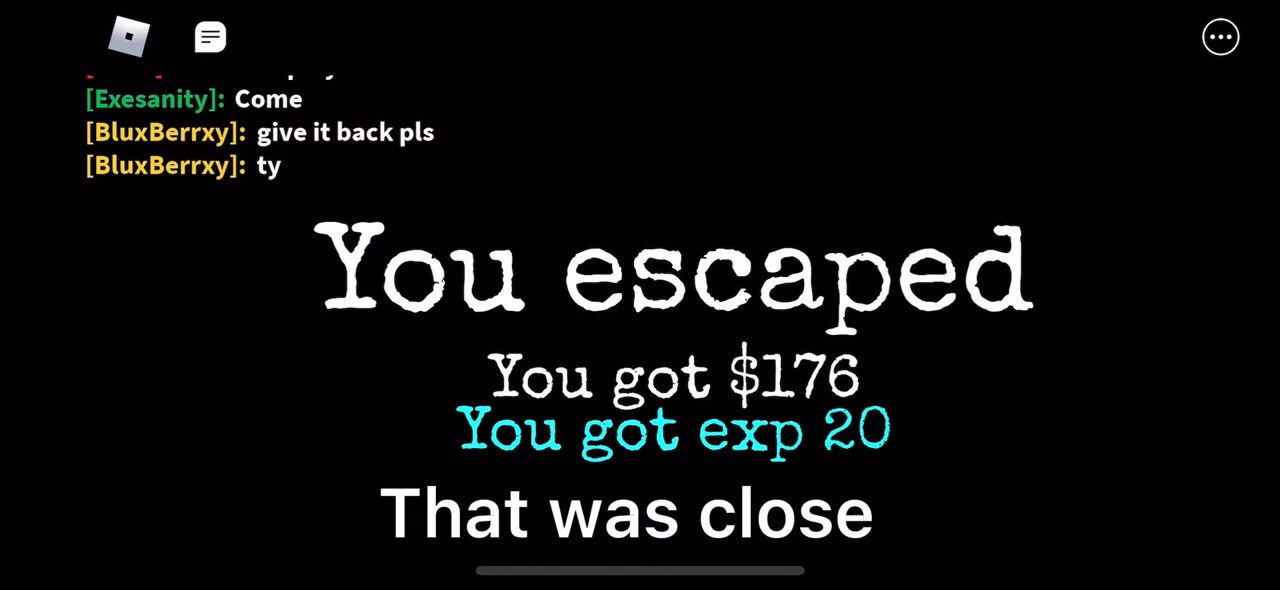 [Exesanity]: Come
[BluxBerrxy]: give it back pls
[BluxBerrxy]: ty
You escaped
You got $176
You got exp 20
That was close